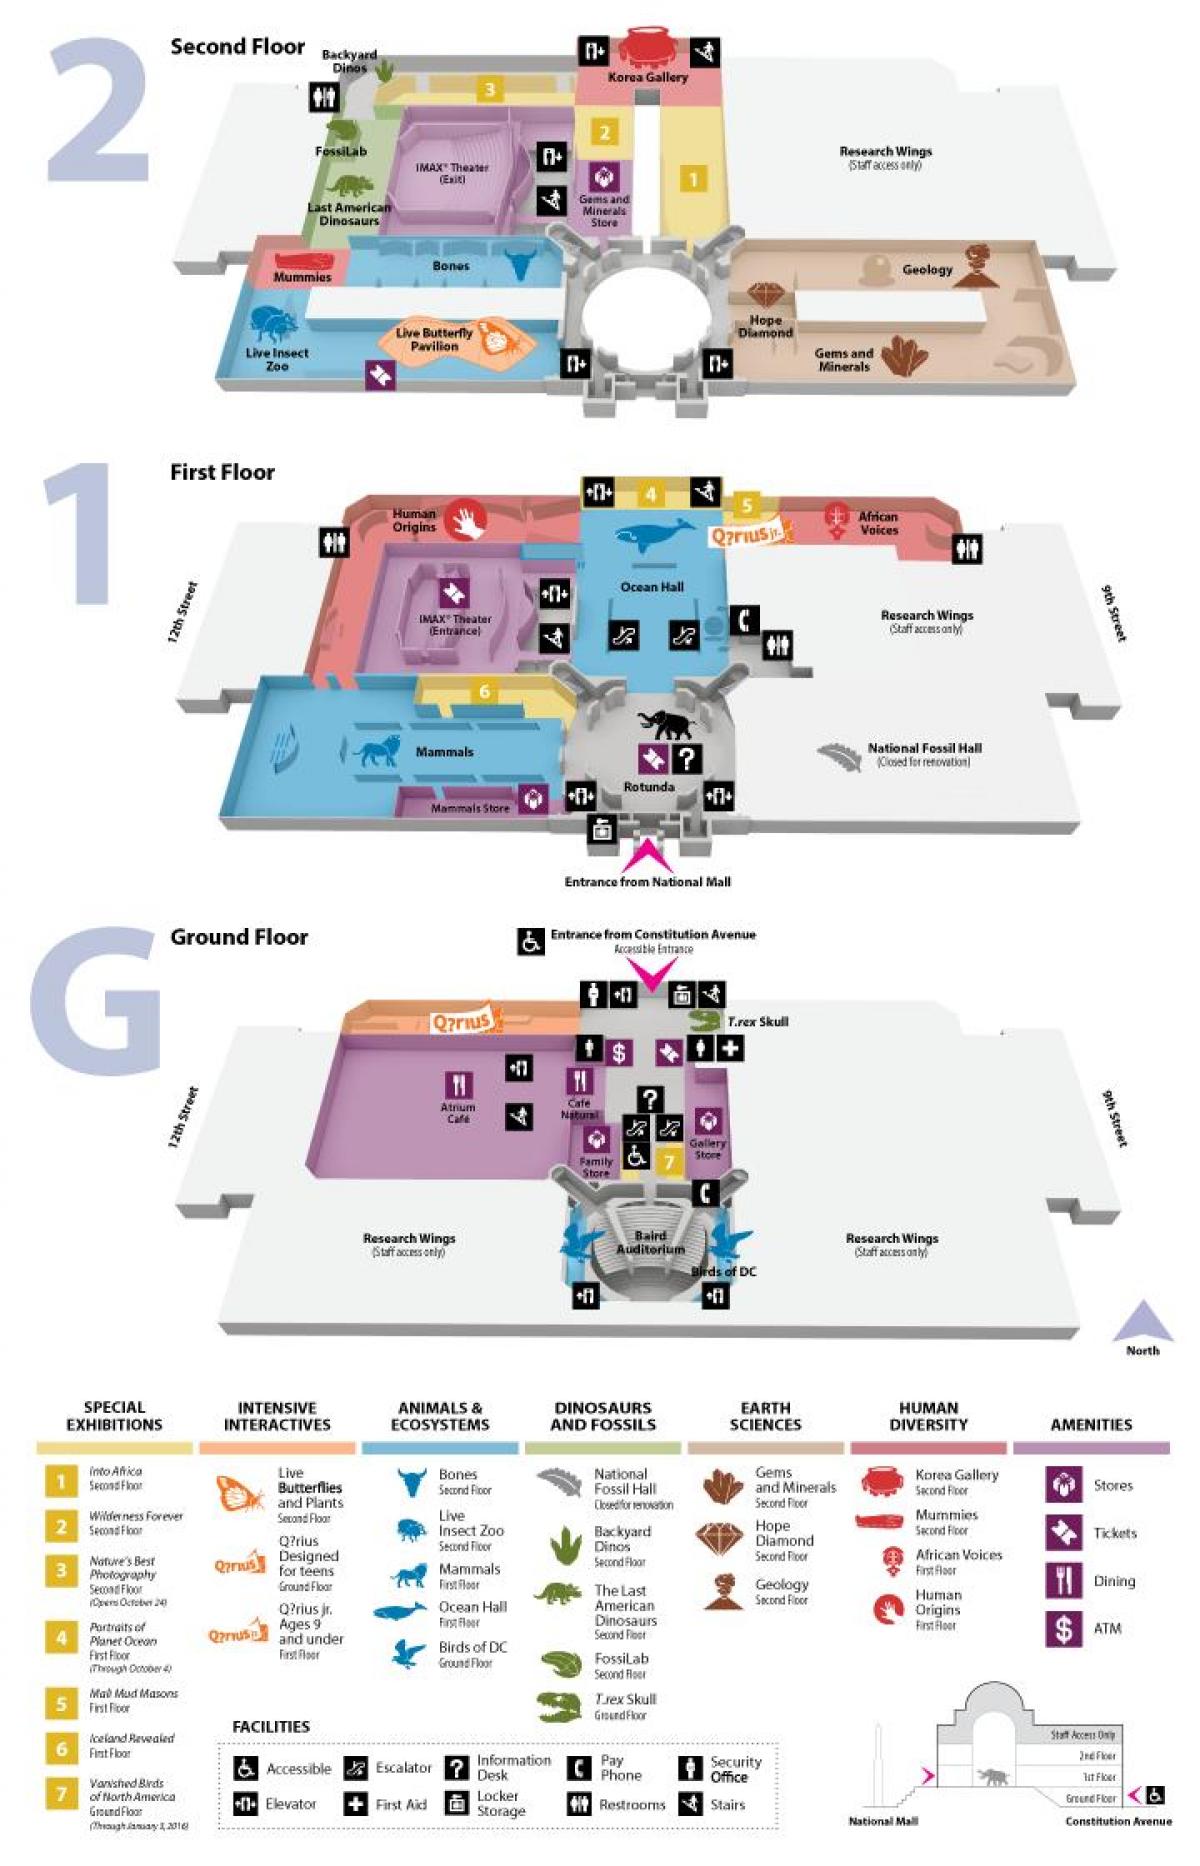 2
Second Floor
Backyard
Dinos
3
Korea Gallery
2
FossiLab
IMAX® Theater
(Exit)
1
Research Wings
(Staff access only)
Last American
Dinosaurs
Gems and
Minerals
Store
Mummies
Bones
Geology
Live Insect
Zoo
Live Butterfly
Pavilion
Hope
Diamond
Gems and
Minerals
1
First Floor
Human
Origins
4
5
Q?rius jr.
African
Voices
12th Street
IMAX® Theater
(Entrance)
Ocean Hall
Research Wings
(Staff access only)
9th Street
6
?
Mammals
Rotunda
National Fossil Hall
(Closed for renovation)
Mammals Store
Entrance from National Mall
G
Ground Floor
Entrance from Constitution Avenue
Accessible Entrance
Q?rius
T.rex Skull
$
12th Street
Atrium
Café
Café
Natural
?
9th Street
Family
Store
7
Gallery
Store
Research Wings
(Staff access only)
Baird
Auditorium
Birds of DC
Research Wings
(Staff access only)
North
SPECIAL
EXHIBITIONS
1
Into Africa
Second Floor
2
Wilderness Forever
Second Floor
3
Nature's Best
Photography
Second Floor
(Opens October 24)
4
Portraits of
Planet Ocean
First Floor
(Through October 4)
5
Mali Mud Masons
First Floor
6
Iceland Revealed
First Floor
7
Vanished Birds
of North America
Ground Floor
(Through January 3, 2016)
INTENSIVE
INTERACTIVES
Live
Butterflies
and Plants
Second Floor
Q?rius
Q?rius
Designed
for teens
Ground Floor
Q?rius jr.
Q?rius jr.
Ages 9
and under
First Floor
ANIMALS &
ECOSYSTEMS
Bones
Second Floor
Live
Insect Zoo
Second Floor
Mammals
First Floor
Ocean Hall
First Floor
Birds of DC
Ground Floor
DINOSAURS
AND FOSSILS
National
Fossil Hall
Closed for renovation
Backyard
Dinos
Second Floor
The Last
American
Dinosaurs
Second Floor
FossiLab
Second Floor
T.rex Skull
Ground Floor
EARTH
SCIENCES
Gems
and Minerals
Second Floor
Hope
Diamond
Second Floor
Geology
Second Floor
HUMAN
DIVERSITY
Korea Gallery
Second Floor
Mummies
Second Floor
African Voices
First Floor
Human
Origins
First Floor
AMENITIES
Stores
Tickets
Dining
$
ATM
FACILITIES
Accessible
Escalator
?
Information
Desk
Pay
Phone
Security
Office
Elevator
First Aid
Locker
Storage
Restrooms
Stairs
Staff Access Only
2nd Floor
1st Floor
Ground Floor
National Mall
Constitution Avenue